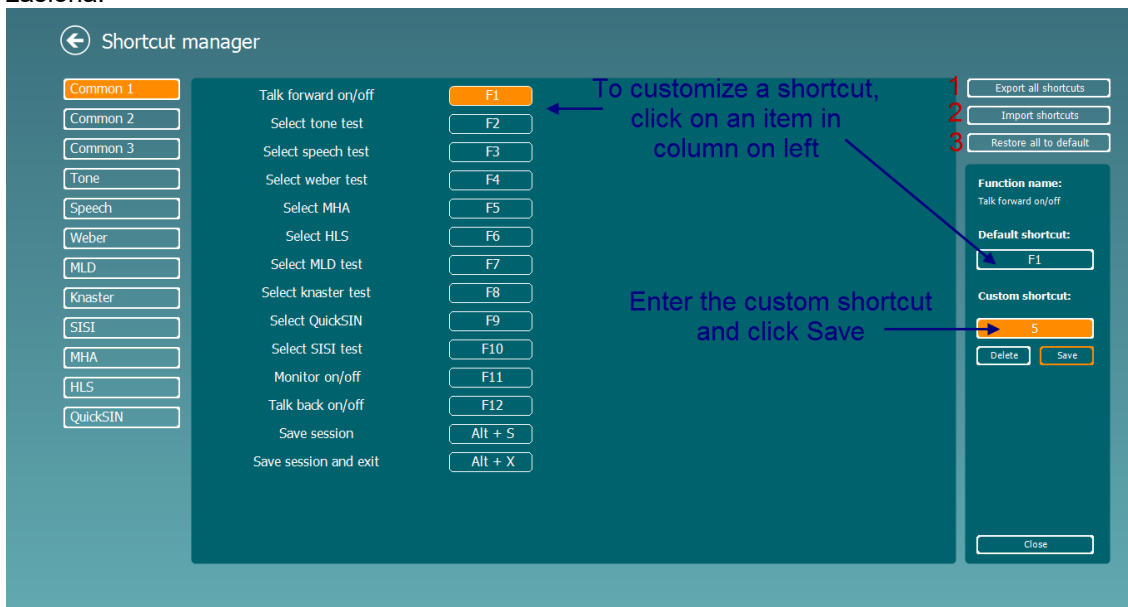 Shortcut manager
Common 1
Common 2
Common 3
Tone
Speech
Weber
MLD
Knaster
SISI
MHA
HLS
QuickSIN
Talk forward on/off F1
Select tone test F2
Select speech test F3
Select weber test F4
Select MHA F5
Select HLS F6
Select MLD test F7
Select knaster test F8
Select QuickSIN F9
Select SISI test F10
Monitor on/off F11
Talk back on/off F12
Save session Alt + S
Save session and exit Alt + X
To customize a shortcut,
click on an item in
column on left
Enter the custom shortcut
and click Save
1 Export all shortcuts
2 Import shortcuts
3 Restore all to default
Function name:
Talk forward on/off
Default shortcut:
F1
Custom shortcut:
5
Delete Save
Close